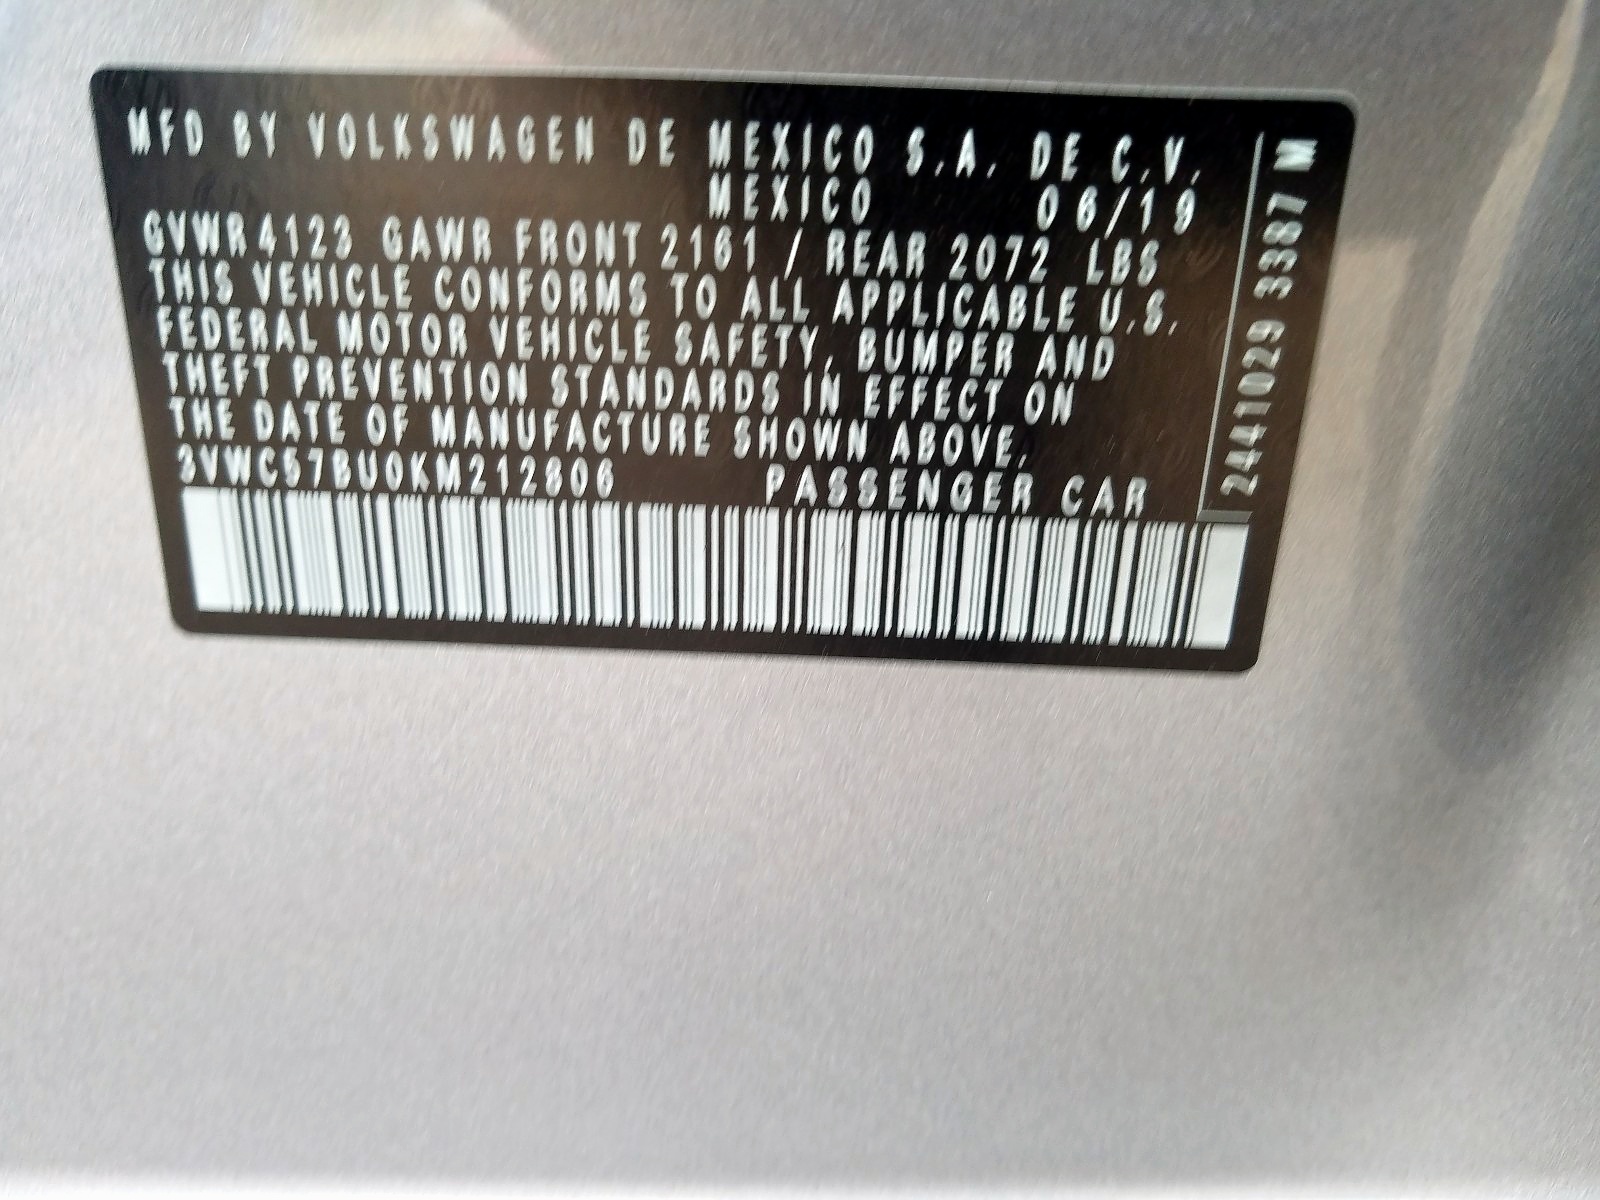 MFD BY VOLKSWAGEN DE MEXICO S.A. DE C.V.
MEXICO 06/19
GVWR 4123 GAWR FRONT 2161 / REAR 2072 LBS
THIS VEHICLE CONFORMS TO ALL APPLICABLE U.S.
FEDERAL MOTOR VEHICLE SAFETY, BUMPER AND
THEFT PREVENTION STANDARDS IN EFFECT ON
THE DATE OF MANUFACTURE SHOWN ABOVE.
3VWC57BU0KM212806 PASSENGER CAR
2441029 3387 M